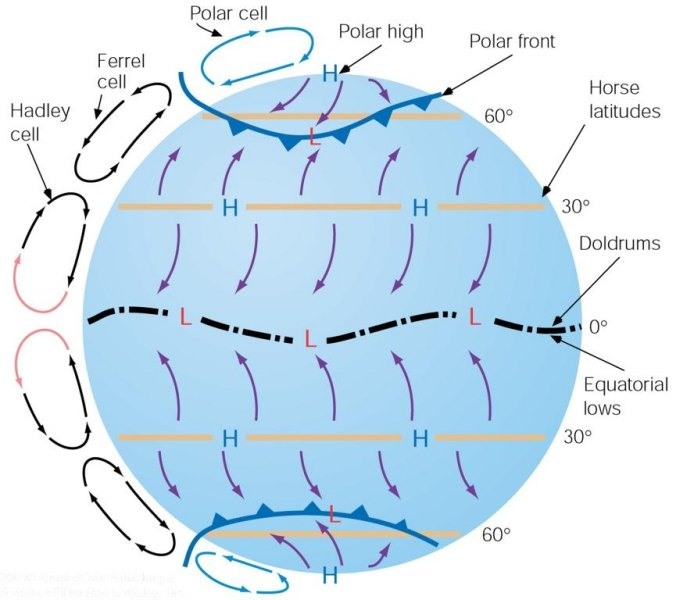 Polar cell
Polar high
Polar front
Ferrel
cell
Horse
latitudes
Hadley
cell
H
60°
L
H
H
30°
Doldrums
L
L
L
0°
Equatorial
lows
H
H
30°
L
60°
H